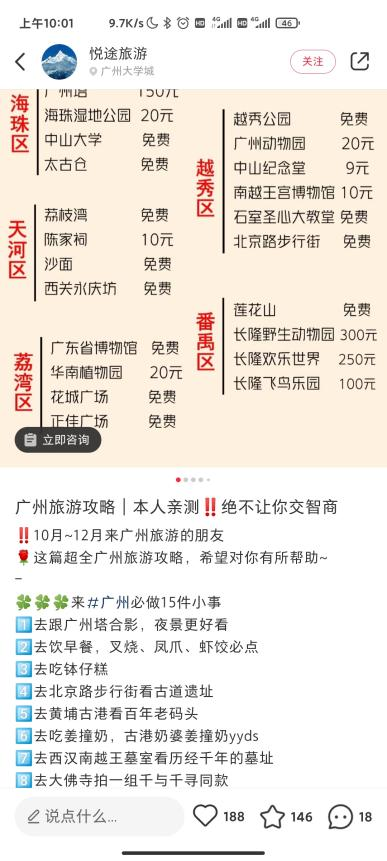 上午10:01 9.7K/s HD 4G HD 4G 46
悦途旅游
广州大学城
关注
海珠区
广州塔 150元
海珠湿地公园 20元
中山大学 免费
太古仓 免费
越秀区
越秀公园 免费
广州动物园 20元
中山纪念堂 9元
南越王宫博物馆 10元
石室圣心大教堂 免费
北京路步行街 免费
天河区
荔枝湾 免费
陈家祠 10元
沙面 免费
西关永庆坊 免费
番禺区
莲花山 免费
长隆野生动物园 300元
长隆欢乐世界 250元
长隆飞鸟乐园 100元
荔湾区
广东省博物馆 免费
华南植物园 20元
花城广场 免费
正佳广场 免费
立即咨询
广州旅游攻略｜本人亲测‼️绝不让你交智商
‼️10月~12月来广州旅游的朋友
🌹这篇超全广州旅游攻略，希望对你有所帮助~
–
🍀🍀🍀来#广州必做15件小事
1️⃣去跟广州塔合影，夜景更好看
2️⃣去饮早餐，叉烧、凤爪、虾饺必点
3️⃣去吃钵仔糕
4️⃣去北京路步行街看古道遗址
5️⃣去黄埔古港看百年老码头
6️⃣去吃姜撞奶，古港奶婆姜撞奶yyds
7️⃣去西汉南越王墓室看历经千年的墓址
8️⃣去大佛寺拍一组千与千寻同款
说点什么... 188 146 18